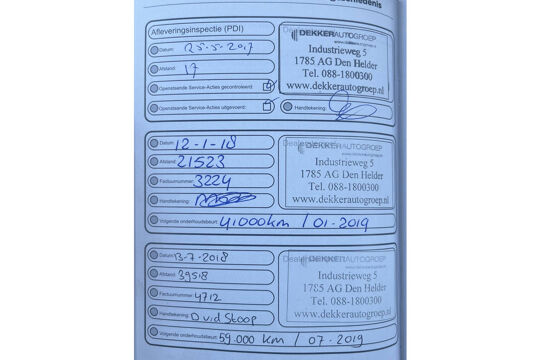 Afleveringsinspectie (PDI)
Datum: 25-5-2017
Afstand: 17
Openstaande Service-Acties gecontroleerd:
Openstaande Service-Acties uitgevoerd:
Handtekening:
DEKKERAUTOGROEP
Industrieweg 5
1785 AG Den Helder
Tel. 088-1800300
www.dekkerautogroep.nl
Datum: 12-1-18
Afstand: 21523
Factuurnummer: 3224
Handtekening:
Volgende onderhoudsbeurt: 41000km / 01-2019
DEKKERAUTOGROEP
Industrieweg 5
1785 AG Den Helder
Tel. 088-1800300
www.dekkerautogroep.nl
Datum: 13-7-2018
Afstand: 39518
Factuurnummer: 4712
Handtekening: David Stoop
Volgende onderhoudsbeurt: 59.000 km / 07-2019
DEKKERAUTOGROEP
Industrieweg 5
1785 AG Den Helder
Tel. 088-1800300
www.dekkerautogroep.nl